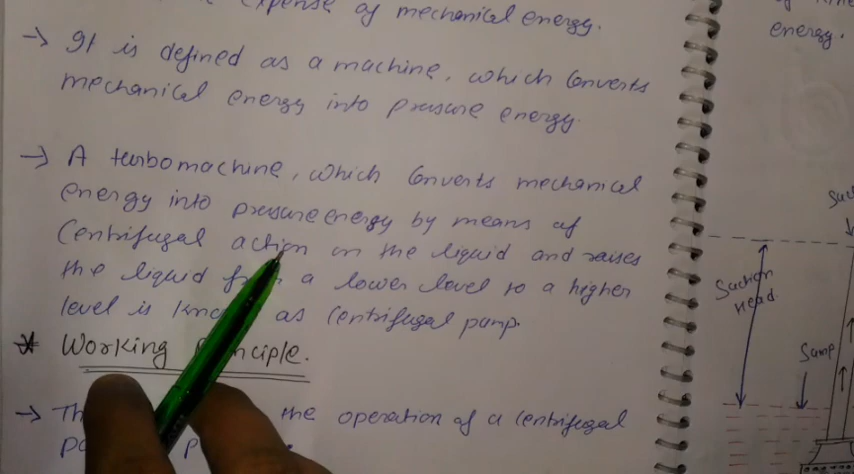 expense of mechanical energy.
→ It is defined as a machine, which Converts
mechanical energy into pressure energy.
→ A turbomachine, which Converts mechanical
energy into pressure energy by means of
Centrifugal action on the liquid and raises
the liquid a lower level to a higher
level is as Centrifugal pump.
* Working
→ the operation of a Centrifugal
energy.
Suction
Head.
Sump